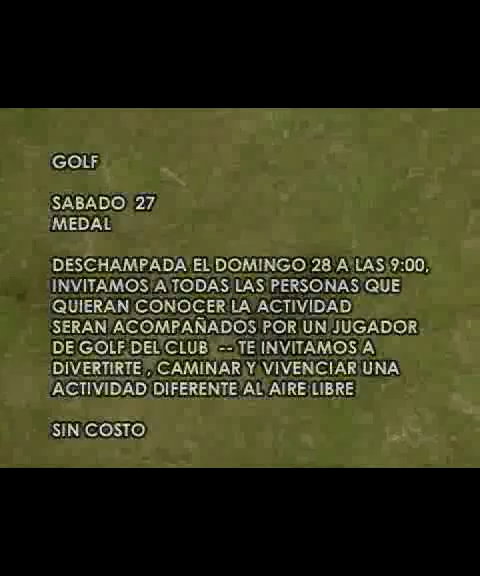 GOLF
SABADO 27
MEDAL
DESCHAMPADA EL DOMINGO 28 A LAS 9:00,
INVITAMOS A TODAS LAS PERSONAS QUE
QUIERAN CONOCER LA ACTIVIDAD
SERAN ACOMPAÑADOS POR UN JUGADOR
DE GOLF DEL CLUB -- TE INVITAMOS A
DIVERTIRTE , CAMINAR Y VIVENCIAR UNA
ACTIVIDAD DIFERENTE AL AIRE LIBRE
SIN COSTO